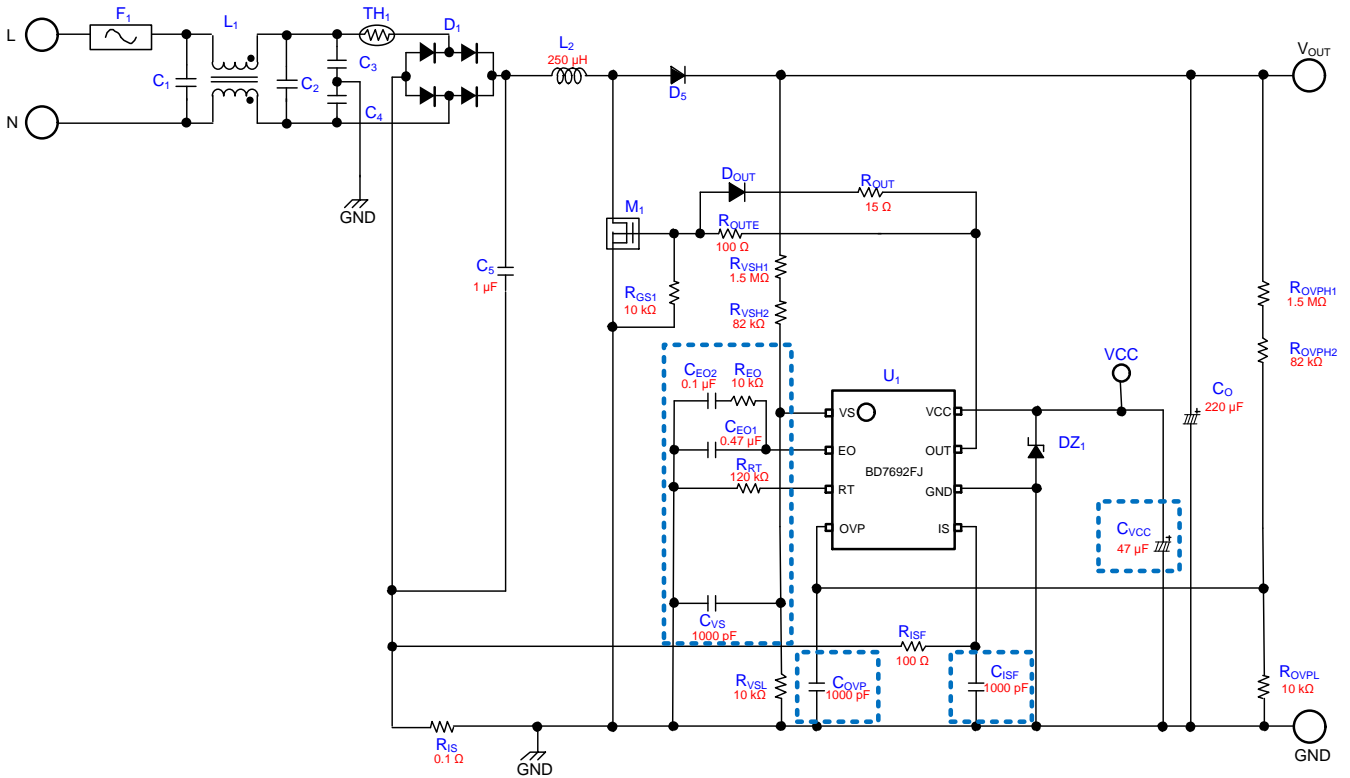 F1
L1
TH1
D1
L
L2
250 µH
VOUT
C3
C1
C2
D5
N
C4
DOUT
ROUT
15 Ω
GND
M1
ROUTE
100 Ω
C5
1 µF
RVSH1
1.5 MΩ
RGS1
10 kΩ
RVSH2
82 kΩ
ROVPH1
1.5 MΩ
ROVPH2
82 kΩ
VCC
CEO2
0.1 µF
REO
10 kΩ
U1
CO
220 µF
VS
VCC
CEO1
0.47 µF
EO
OUT
DZ1
RRT
120 kΩ
BD7692FJ
RT
GND
OVP
IS
CVCC
47 µF
CVS
1000 pF
RISF
100 Ω
RVSL
10 kΩ
COVP
1000 pF
CISF
1000 pF
ROVPL
10 kΩ
RIS
0.1 Ω
GND
GND